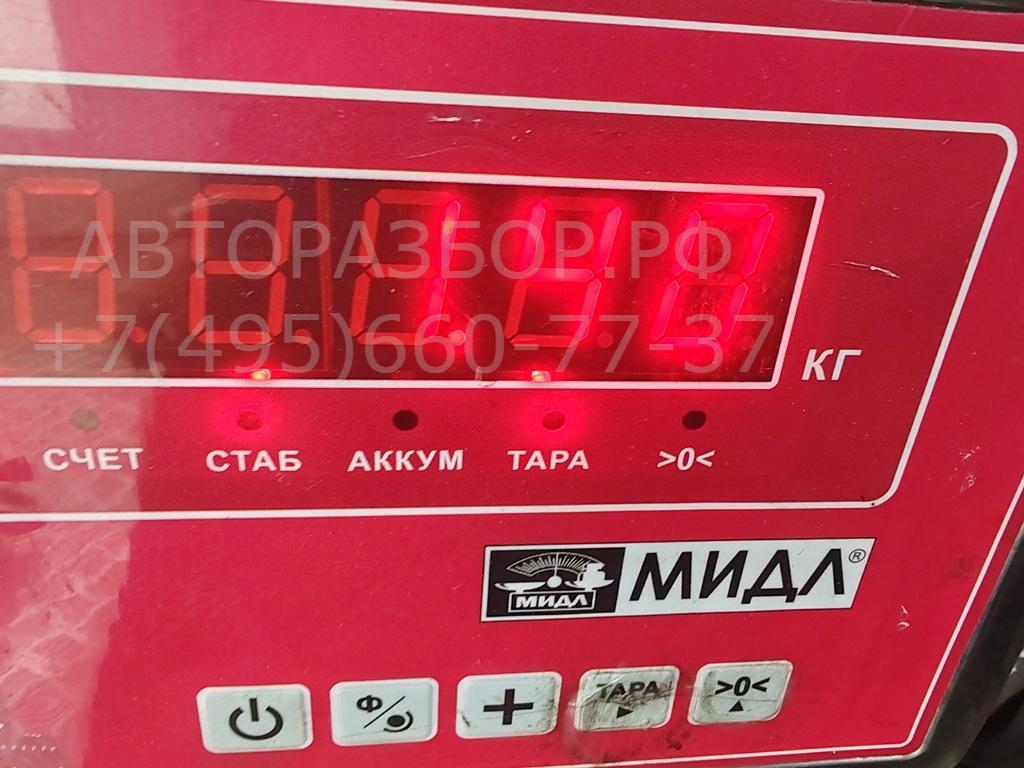 АВТОРАЗБОР.РФ
+7(495)660-77-37
КГ
СЧЕТ СТАБ АККУМ ТАРА >0<
МИДЛ МИДЛ®
Ф ТАРА >0<